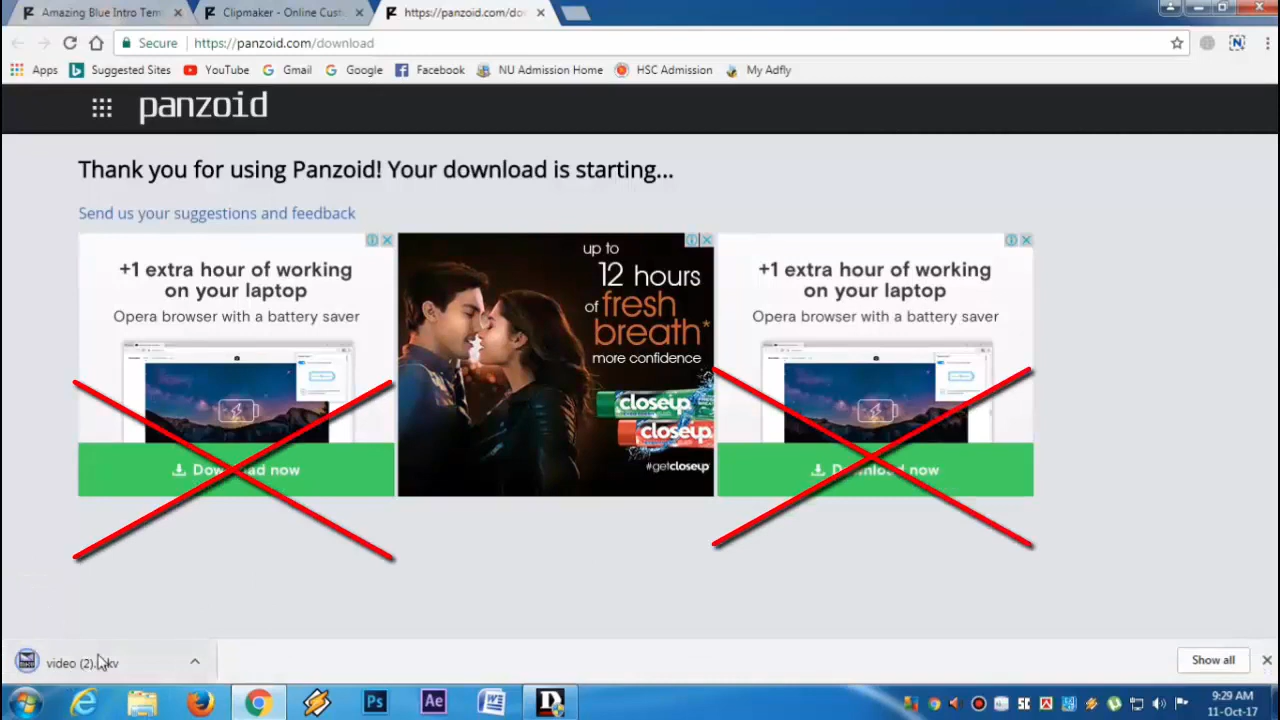 Amazing Blue Intro Tem
Clipmaker - Online Cust
https://panzoid.com/do
Secure
https://panzoid.com/download
Apps
Suggested Sites
YouTube
Gmail
Google
Facebook
NU Admission Home
HSC Admission
My Adfly
panzoid
Thank you for using Panzoid! Your download is starting...
Send us your suggestions and feedback
+1 extra hour of working
on your laptop
Opera browser with a battery saver
Download now
up to
12 hours
of fresh
breath*
more confidence
closeup
closeup
#getcloseup
+1 extra hour of working
on your laptop
Opera browser with a battery saver
Download now
video (2).mkv
Show all
Ps
Ae
9:29 AM
11-Oct-17